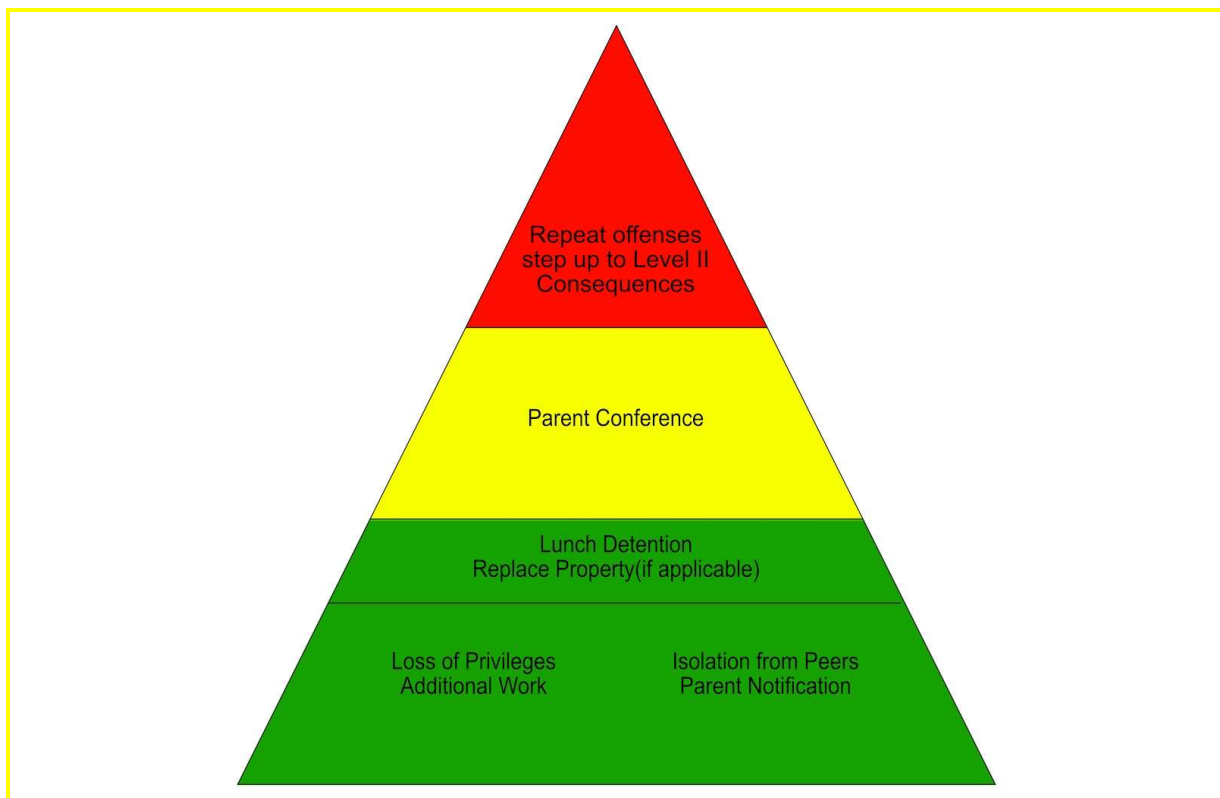 Repeat offenses
step up to Level II
Consequences
Parent Conference
Lunch Detention
Replace Property(if applicable)
Loss of Privileges
Additional Work
Isolation from Peers
Parent Notification